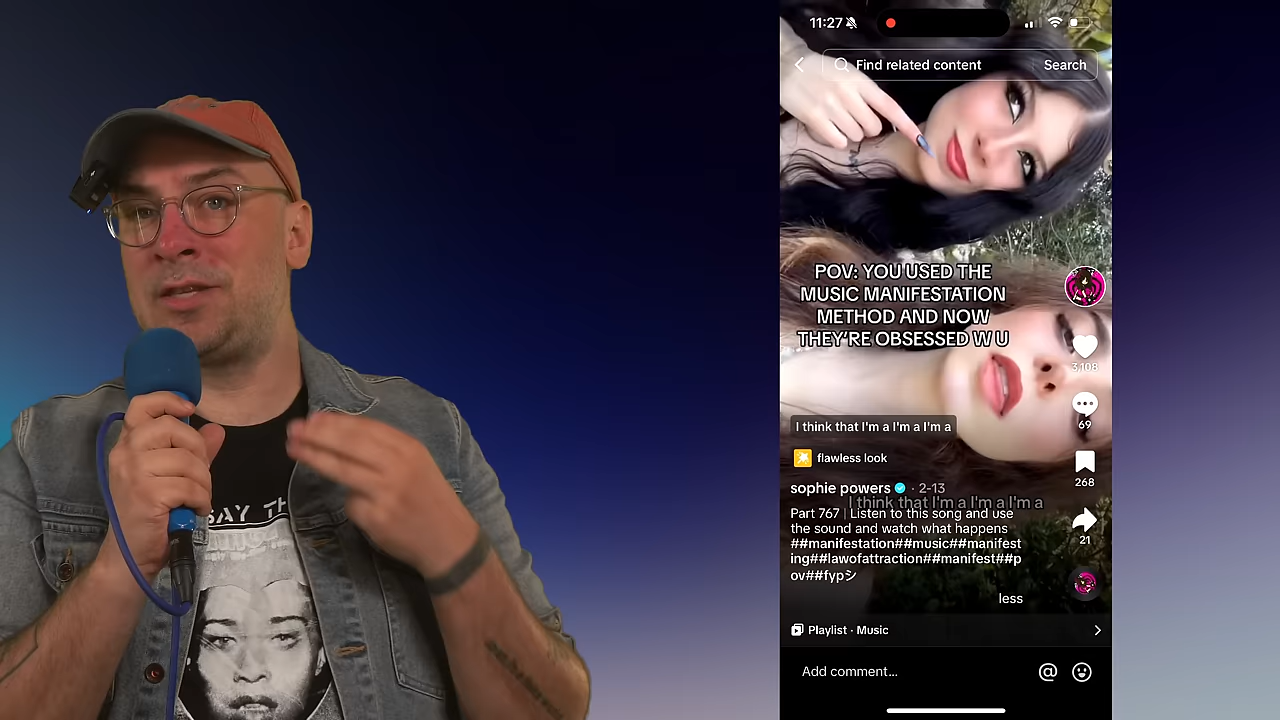 11:27
Find related content
Search
POV: YOU USED THE
MUSIC MANIFESTATION
METHOD AND NOW
THEY'RE OBSESSED W U
3,108
I think that I'm a I'm a I'm a
69
flawless look
268
sophie powers · 2-13
I think that I'm a I'm a I'm a
Part 767 | Listen to this song and use
the sound and watch what happens
##manifestation##music##manifest
ing##lawofattraction##manifest##p
ov##fypシ
21
less
Playlist · Music
Add comment...
@
SAY TH